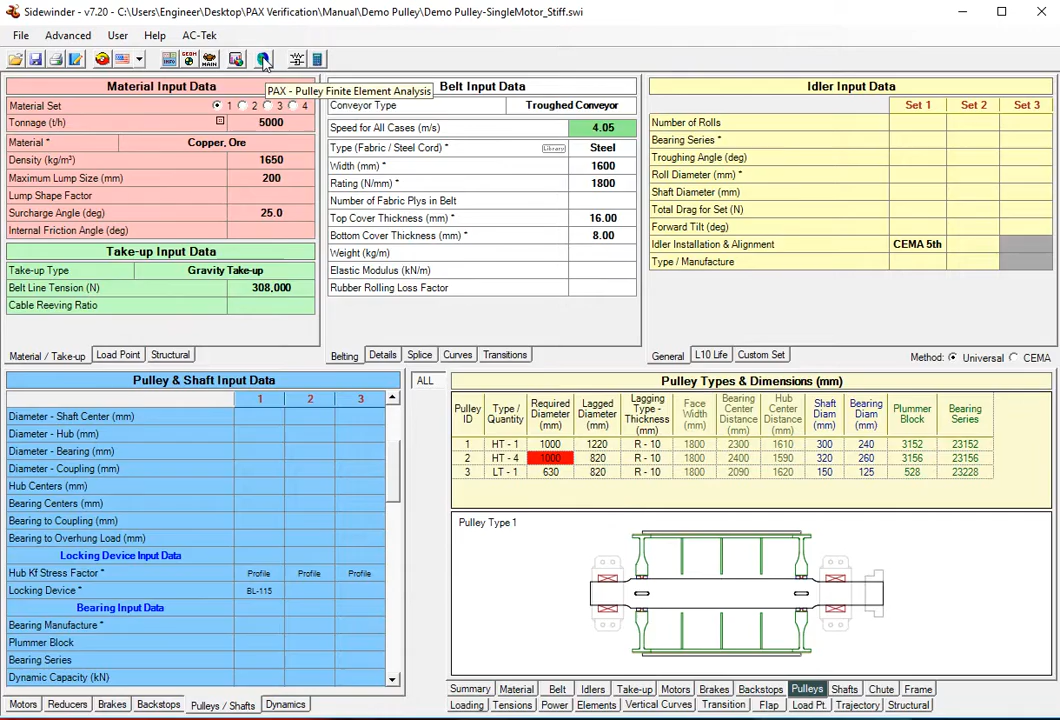 Sidewinder - v7.20 - C:\Users\Engineer\Desktop\PAX Verification\Manual\Demo Pulley\Demo Pulley-SingleMotor_Stiff.swi
File Advanced User Help AC-Tek
PAX - Pulley Finite Element Analysis
Material Input Data
Material Set 1 2 3 4
Tonnage (t/h) 5000
Material * Copper, Ore
Density (kg/m³) 1650
Maximum Lump Size (mm) 200
Lump Shape Factor
Surcharge Angle (deg) 25.0
Internal Friction Angle (deg)
Take-up Input Data
Take-up Type Gravity Take-up
Belt Line Tension (N) 308,000
Cable Reeving Ratio
Material / Take-up Load Point Structural
Belt Input Data
Conveyor Type Troughed Conveyor
Speed for All Cases (m/s) 4.05
Type (Fabric / Steel Cord) * Library Steel
Width (mm) * 1600
Rating (N/mm) * 1800
Number of Fabric Plys in Belt
Top Cover Thickness (mm) * 16.00
Bottom Cover Thickness (mm) * 8.00
Weight (kg/m)
Elastic Modulus (kN/m)
Rubber Rolling Loss Factor
Belting Details Splice Curves Transitions
Idler Input Data
Set 1 Set 2 Set 3
Number of Rolls
Bearing Series *
Troughing Angle (deg)
Roll Diameter (mm) *
Shaft Diameter (mm)
Total Drag for Set (N)
Forward Tilt (deg)
Idler Installation & Alignment CEMA 5th
Type / Manufacture
General L10 Life Custom Set Method: Universal CEMA
Pulley & Shaft Input Data
1 2 3
Diameter - Shaft Center (mm)
Diameter - Hub (mm)
Diameter - Bearing (mm)
Diameter - Coupling (mm)
Hub Centers (mm)
Bearing Centers (mm)
Bearing to Coupling (mm)
Bearing to Overhung Load (mm)
Locking Device Input Data
Hub Kf Stress Factor * Profile Profile Profile
Locking Device * BL-115
Bearing Input Data
Bearing Manufacture *
Plummer Block
Bearing Series
Dynamic Capacity (kN)
Motors Reducers Brakes Backstops Pulleys / Shafts Dynamics
ALL
Pulley Types & Dimensions (mm)
Pulley ID Type / Quantity Required Diameter (mm) Lagged Diameter (mm) Lagging Type - Thickness (mm) Face Width (mm) Bearing Center Distance (mm) Hub Center Distance (mm) Shaft Diam (mm) Bearing Diam (mm) Plummer Block Bearing Series
1 HT - 1 1000 1220 R - 10 1800 2300 1610 300 240 3152 23152
2 HT - 4 1000 820 R - 10 1800 2400 1590 320 260 3156 23156
3 LT - 1 630 820 R - 10 1800 2090 1620 150 125 528 23228
Pulley Type 1
Summary Material Belt Idlers Take-up Motors Brakes Backstops Pulleys Shafts Chute Frame
Loading Tensions Power Elements Vertical Curves Transition Flap Load Pt. Trajectory Structural